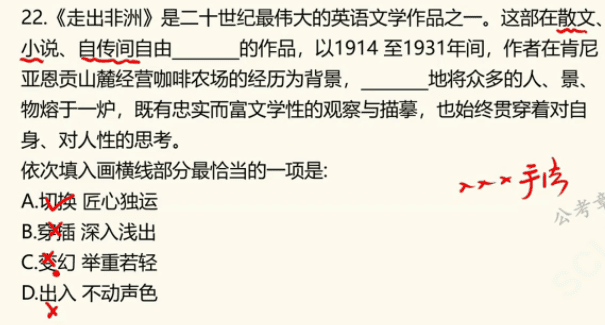 22.《走出非洲》是二十世纪最伟大的英语文学作品之一。这部在散文、
小说、自传间自由______的作品，以1914 至1931年间，作者在肯尼
亚恩贡山麓经营咖啡农场的经历为背景，______地将众多的人、景、
物熔于一炉，既有忠实而富文学性的观察与描摹，也始终贯穿着对自
身、对人性的思考。
依次填入画横线部分最恰当的一项是:
A.切换 匠心独运
B.穿插 深入浅出
C.变幻 举重若轻
D.出入 不动声色
×××手法
公考章